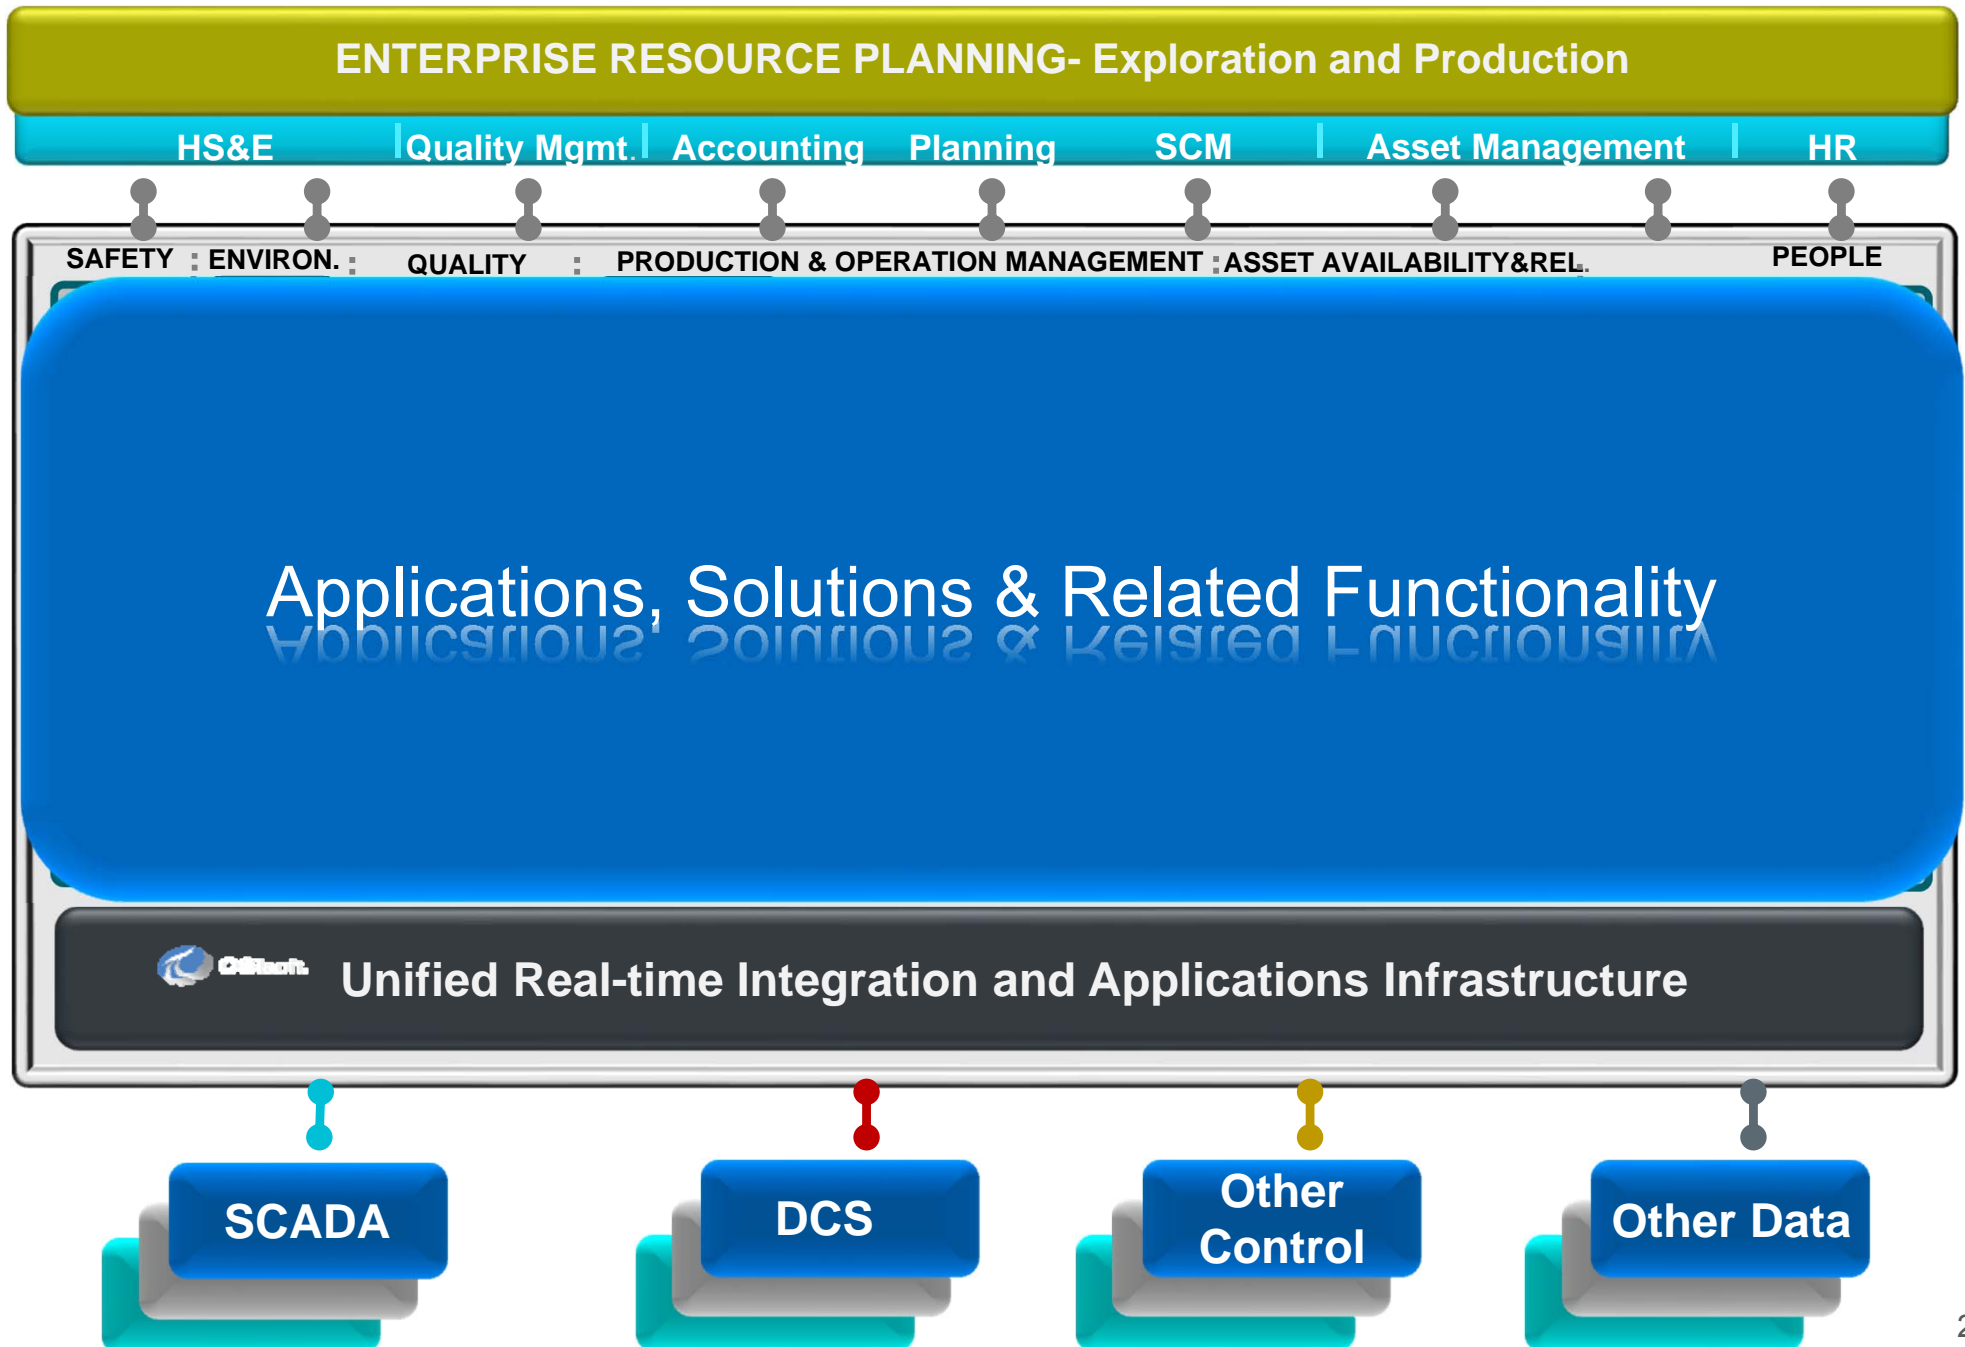 ENTERPRISE RESOURCE PLANNING- Exploration and Production
HS&E Quality Mgmt. Accounting Planning SCM Asset Management HR
SAFETY : ENVIRON. : QUALITY : PRODUCTION & OPERATION MANAGEMENT : ASSET AVAILABILITY&REL. PEOPLE
Applications, Solutions & Related Functionality
Unified Real-time Integration and Applications Infrastructure
SCADA
DCS
Other
Control
Other Data